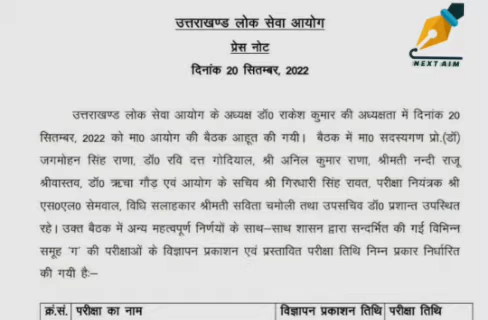 उत्तराखण्ड लोक सेवा आयोग
प्रेस नोट
दिनांक 20 सितम्बर, 2022
NEXT AIM
उत्तराखण्ड लोक सेवा आयोग के अध्यक्ष डॉ0 राकेश कुमार की अध्यक्षता में दिनांक 20
सितम्बर, 2022 को मा0 आयोग की बैठक आहूत की गयी। बैठक में मा0 सदस्यगण प्रो.(डॉ)
जगमोहन सिंह राणा, डॉ0 रवि दत्त गोदियाल, श्री अनिल कुमार राणा, श्रीमती नन्दी राजू
श्रीवास्तव, डॉ0 ऋचा गौड़ एवं आयोग के सचिव श्री गिरधारी सिंह रावत, परीक्षा नियंत्रक श्री
एस0एल0 सेमवाल, विधि सलाहकार श्रीमती सविता चमोली तथा उपसचिव डॉ0 प्रशान्त उपस्थित
रहे। उक्त बैठक में अन्य महत्वपूर्ण निर्णयों के साथ–साथ शासन द्वारा सन्दर्भित की गई विभिन्न
समूह 'ग' की परीक्षाओं के विज्ञापन प्रकाशन एवं प्रस्तावित परीक्षा तिथि निम्न प्रकार निर्धारित
की गयी है:–
क्रं.सं. परीक्षा का नाम विज्ञापन प्रकाशन तिथि परीक्षा तिथि